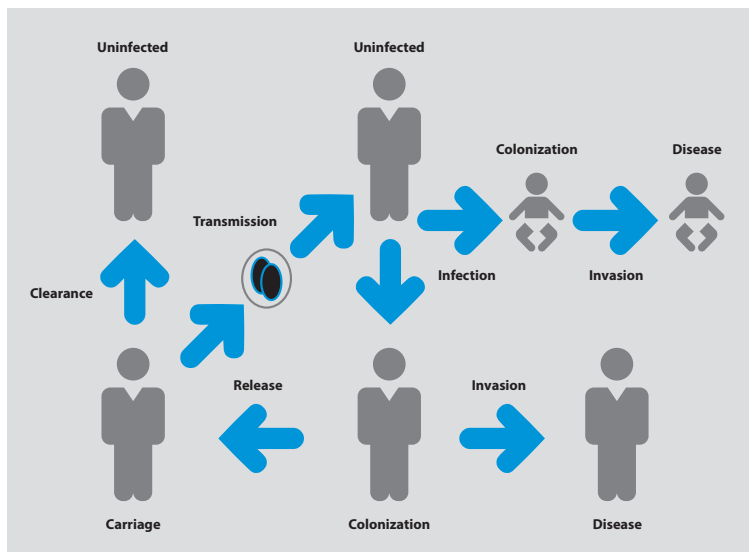 Uninfected
Uninfected
Colonization
Disease
Transmission
Infection
Invasion
Clearance
Release
Invasion
Carriage
Colonization
Disease